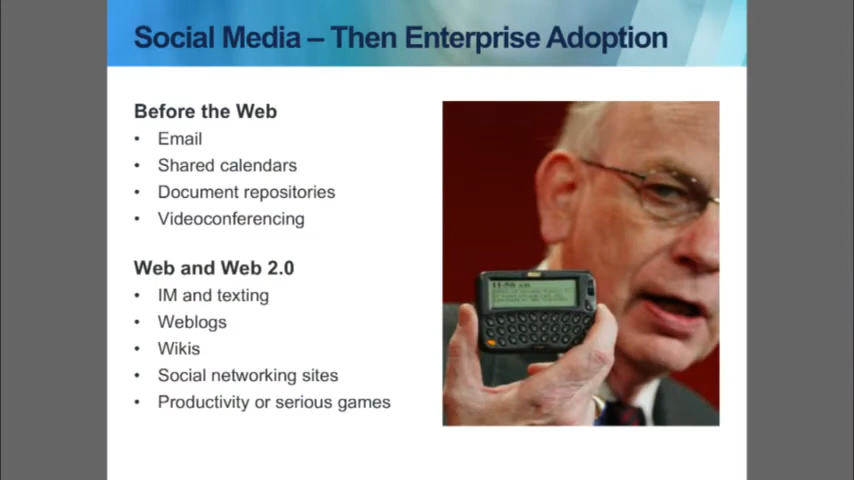 Social Media – Then Enterprise Adoption
Before the Web
• Email
• Shared calendars
• Document repositories
• Videoconferencing
Web and Web 2.0
• IM and texting
• Weblogs
• Wikis
• Social networking sites
• Productivity or serious games